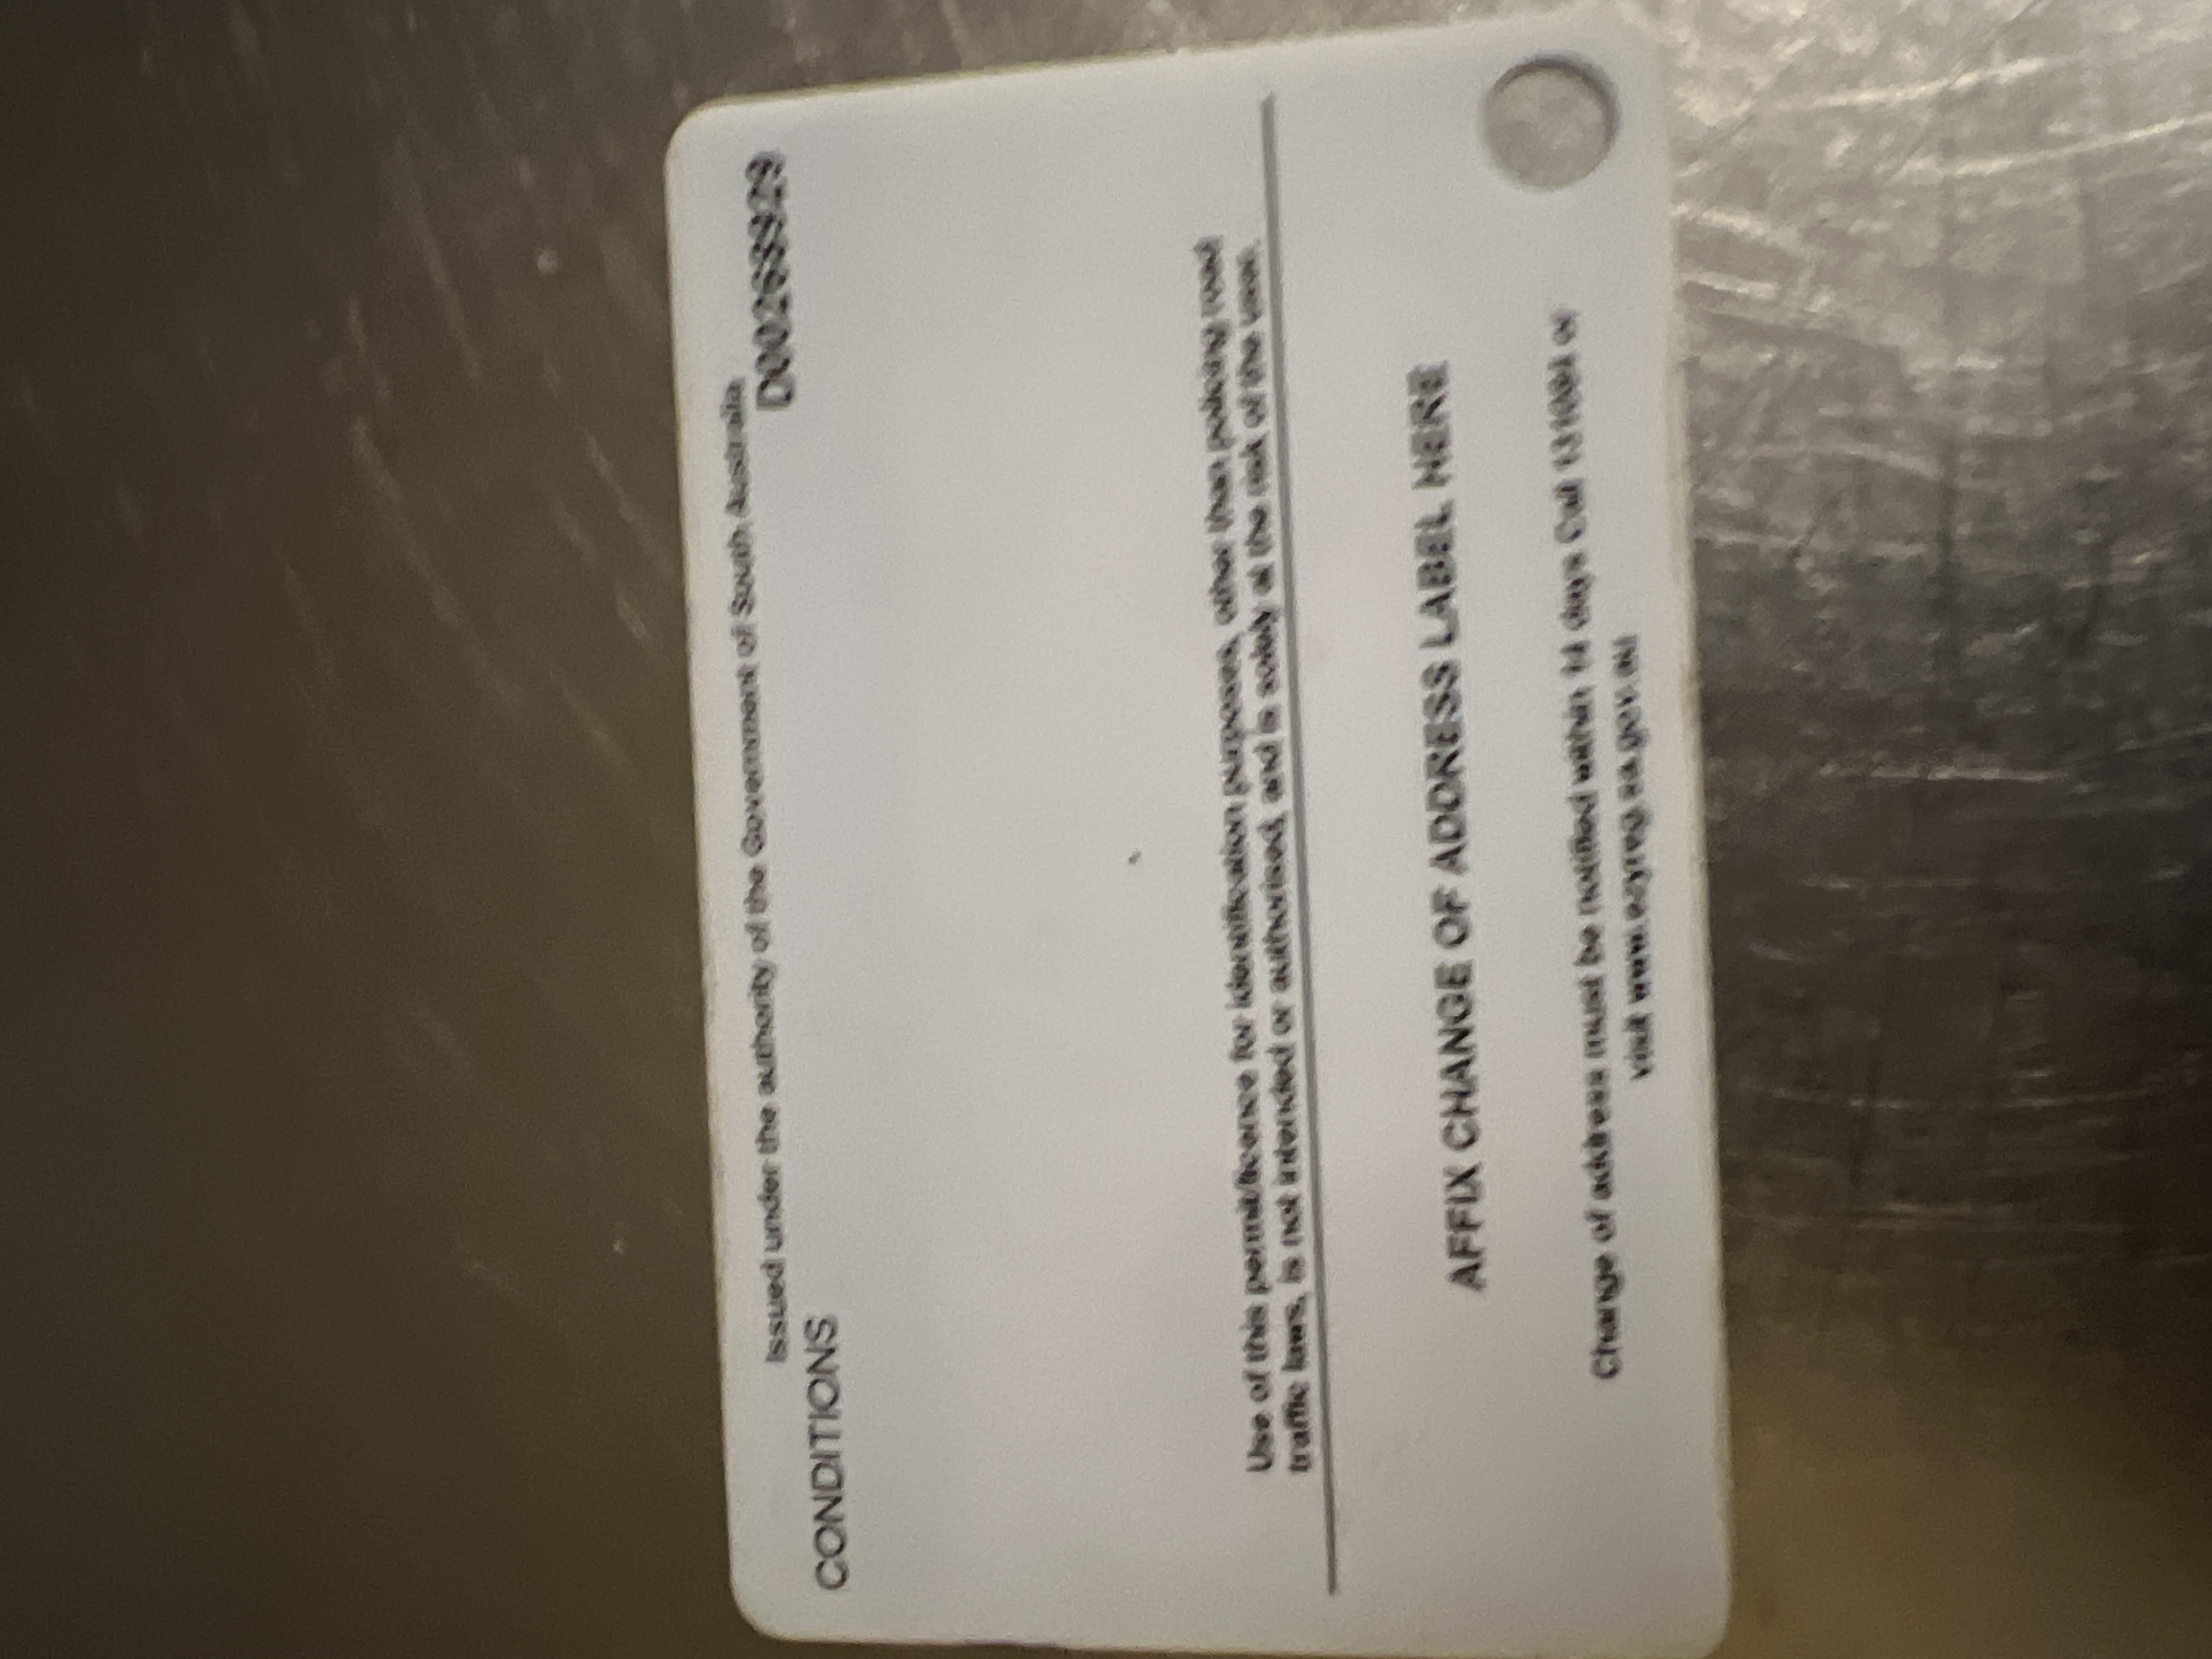 Issued under the authority of the Government of South Australia
D00263929
CONDITIONS
Use of this permit/licence for identification purposes, other than policing road
traffic laws, is not intended or authorised, and is solely at the risk of the user.
AFFIX CHANGE OF ADDRESS LABEL HERE
Change of address must be notified within 14 days Call 131084 or
visit www.ezyreg.sa.gov.au